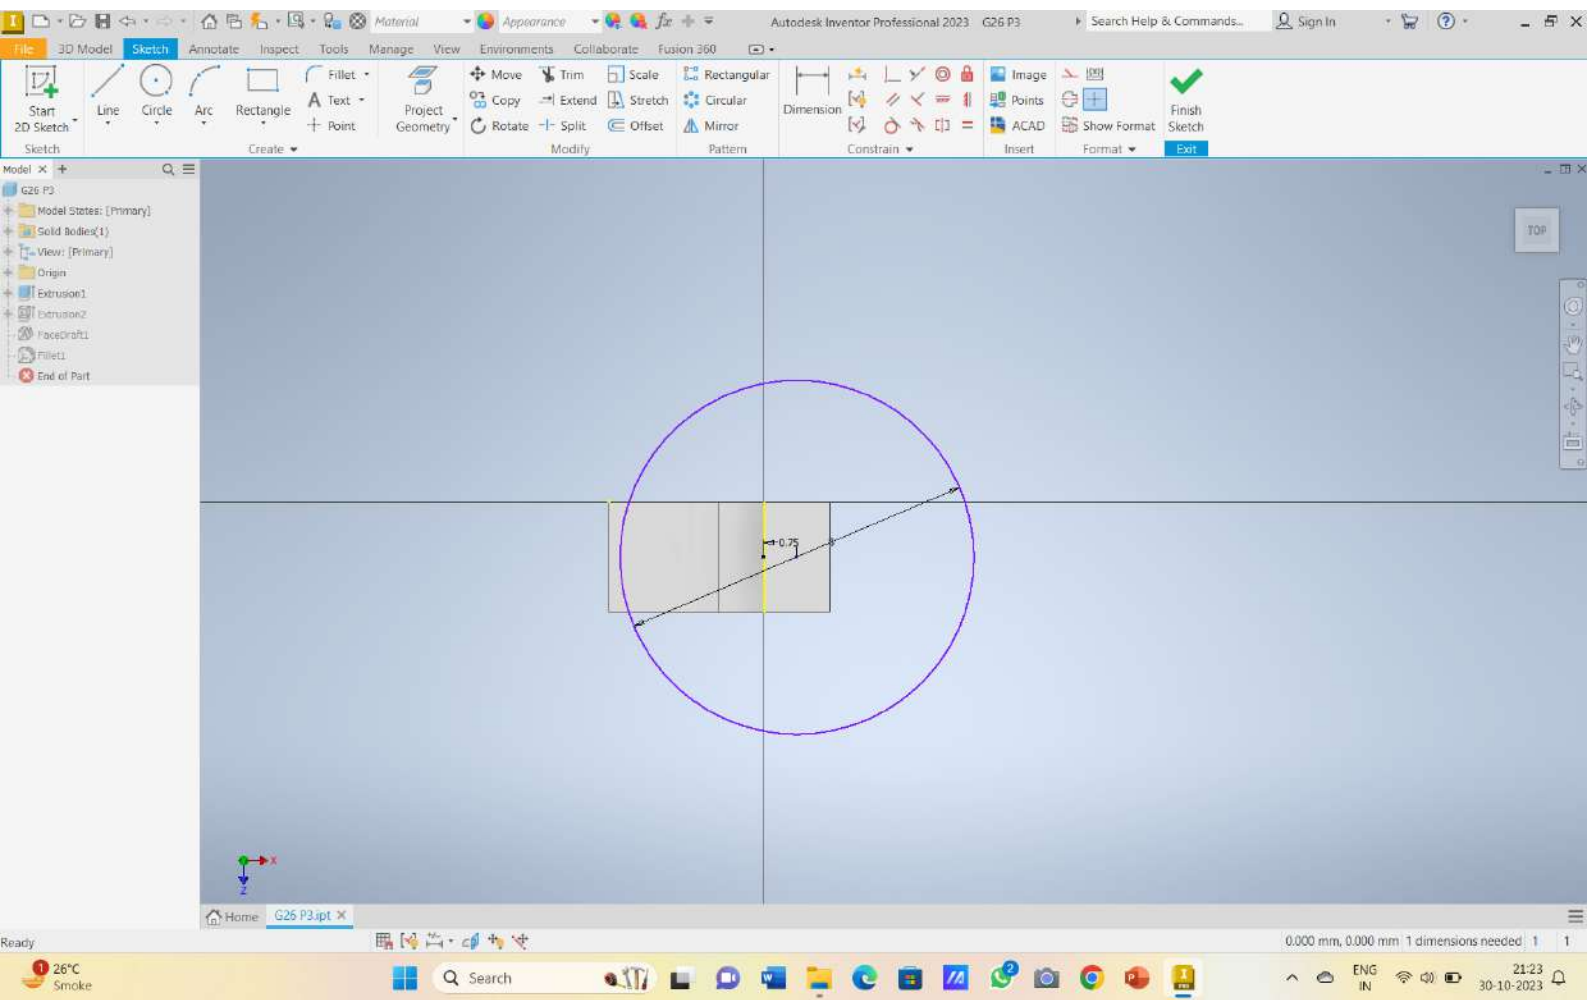 Material Appearance fx Autodesk Inventor Professional 2023 G26 P3 Search Help & Commands... Sign In
File 3D Model Sketch Annotate Inspect Tools Manage View Environments Collaborate Fusion 360
Start 2D Sketch
Line
Circle
Arc
Rectangle
Fillet
Text
Point
Project Geometry
Move Trim Scale
Copy Extend Stretch
Rotate Split Offset
Rectangular
Circular
Mirror
Dimension
Image
Points
ACAD
Show Format
Finish Sketch
Sketch Create Modify Pattern Constrain Insert Format Exit
Model
G26 P3
Model States: [Primary]
Solid Bodies(1)
View: [Primary]
Origin
Extrusion1
Extrusion2
FaceDraft1
Fillet1
End of Part
TOP
0.75
X
Z
Home G26 P3.ipt
Ready 0.000 mm, 0.000 mm 1 dimensions needed 1 1
1
26°C
Smoke
Search
2
ENG
IN
21:23
30-10-2023